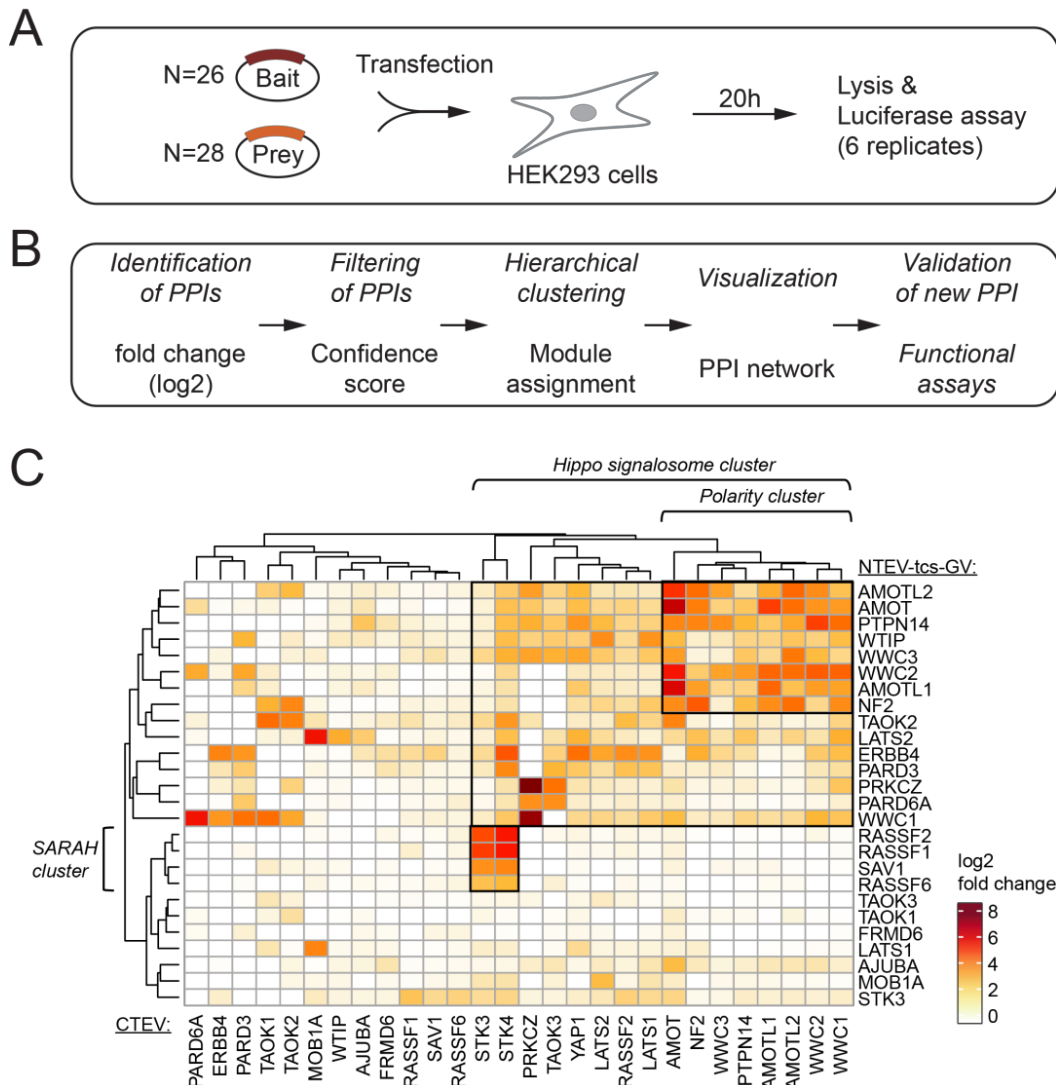 A
N=26
Bait
N=28
Prey
Transfection
HEK293 cells
20h
Lysis &
Luciferase assay
(6 replicates)
B
Identification
of PPIs
fold change
(log2)
Filtering
of PPIs
Confidence
score
Hierarchical
clustering
Module
assignment
Visualization
PPI network
Validation
of new PPI
Functional
assays
C
Hippo signalosome cluster
Polarity cluster
NTEV-tcs-GV:
AMOTL2
AMOT
PTPN14
WTIP
WWC3
WWC2
AMOTL1
NF2
TAOK2
LATS2
ERBB4
PARD3
PRKCZ
PARD6A
WWC1
RASSF2
RASSF1
SAV1
RASSF6
TAOK3
TAOK1
FRMD6
LATS1
AJUBA
MOB1A
STK3
SARAH
cluster
log2
fold change
8
6
4
2
0
CTEV:
PARD6A
ERBB4
PARD3
TAOK1
TAOK2
MOB1A
WTIP
AJUBA
FRMD6
RASSF1
SAV1
RASSF6
STK3
STK4
PRKCZ
TAOK3
YAP1
LATS2
RASSF2
LATS1
AMOT
NF2
WWC3
PTPN14
AMOTL1
AMOTL2
WWC2
WWC1